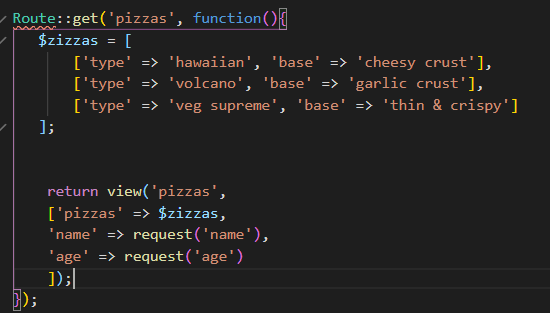 Route::get('pizzas', function(){
$zizzas = [
['type' => 'hawaiian', 'base' => 'cheesy crust'],
['type' => 'volcano', 'base' => 'garlic crust'],
['type' => 'veg supreme', 'base' => 'thin & crispy']
];
return view('pizzas',
['pizzas' => $zizzas,
'name' => request('name'),
'age' => request('age')
]);
});